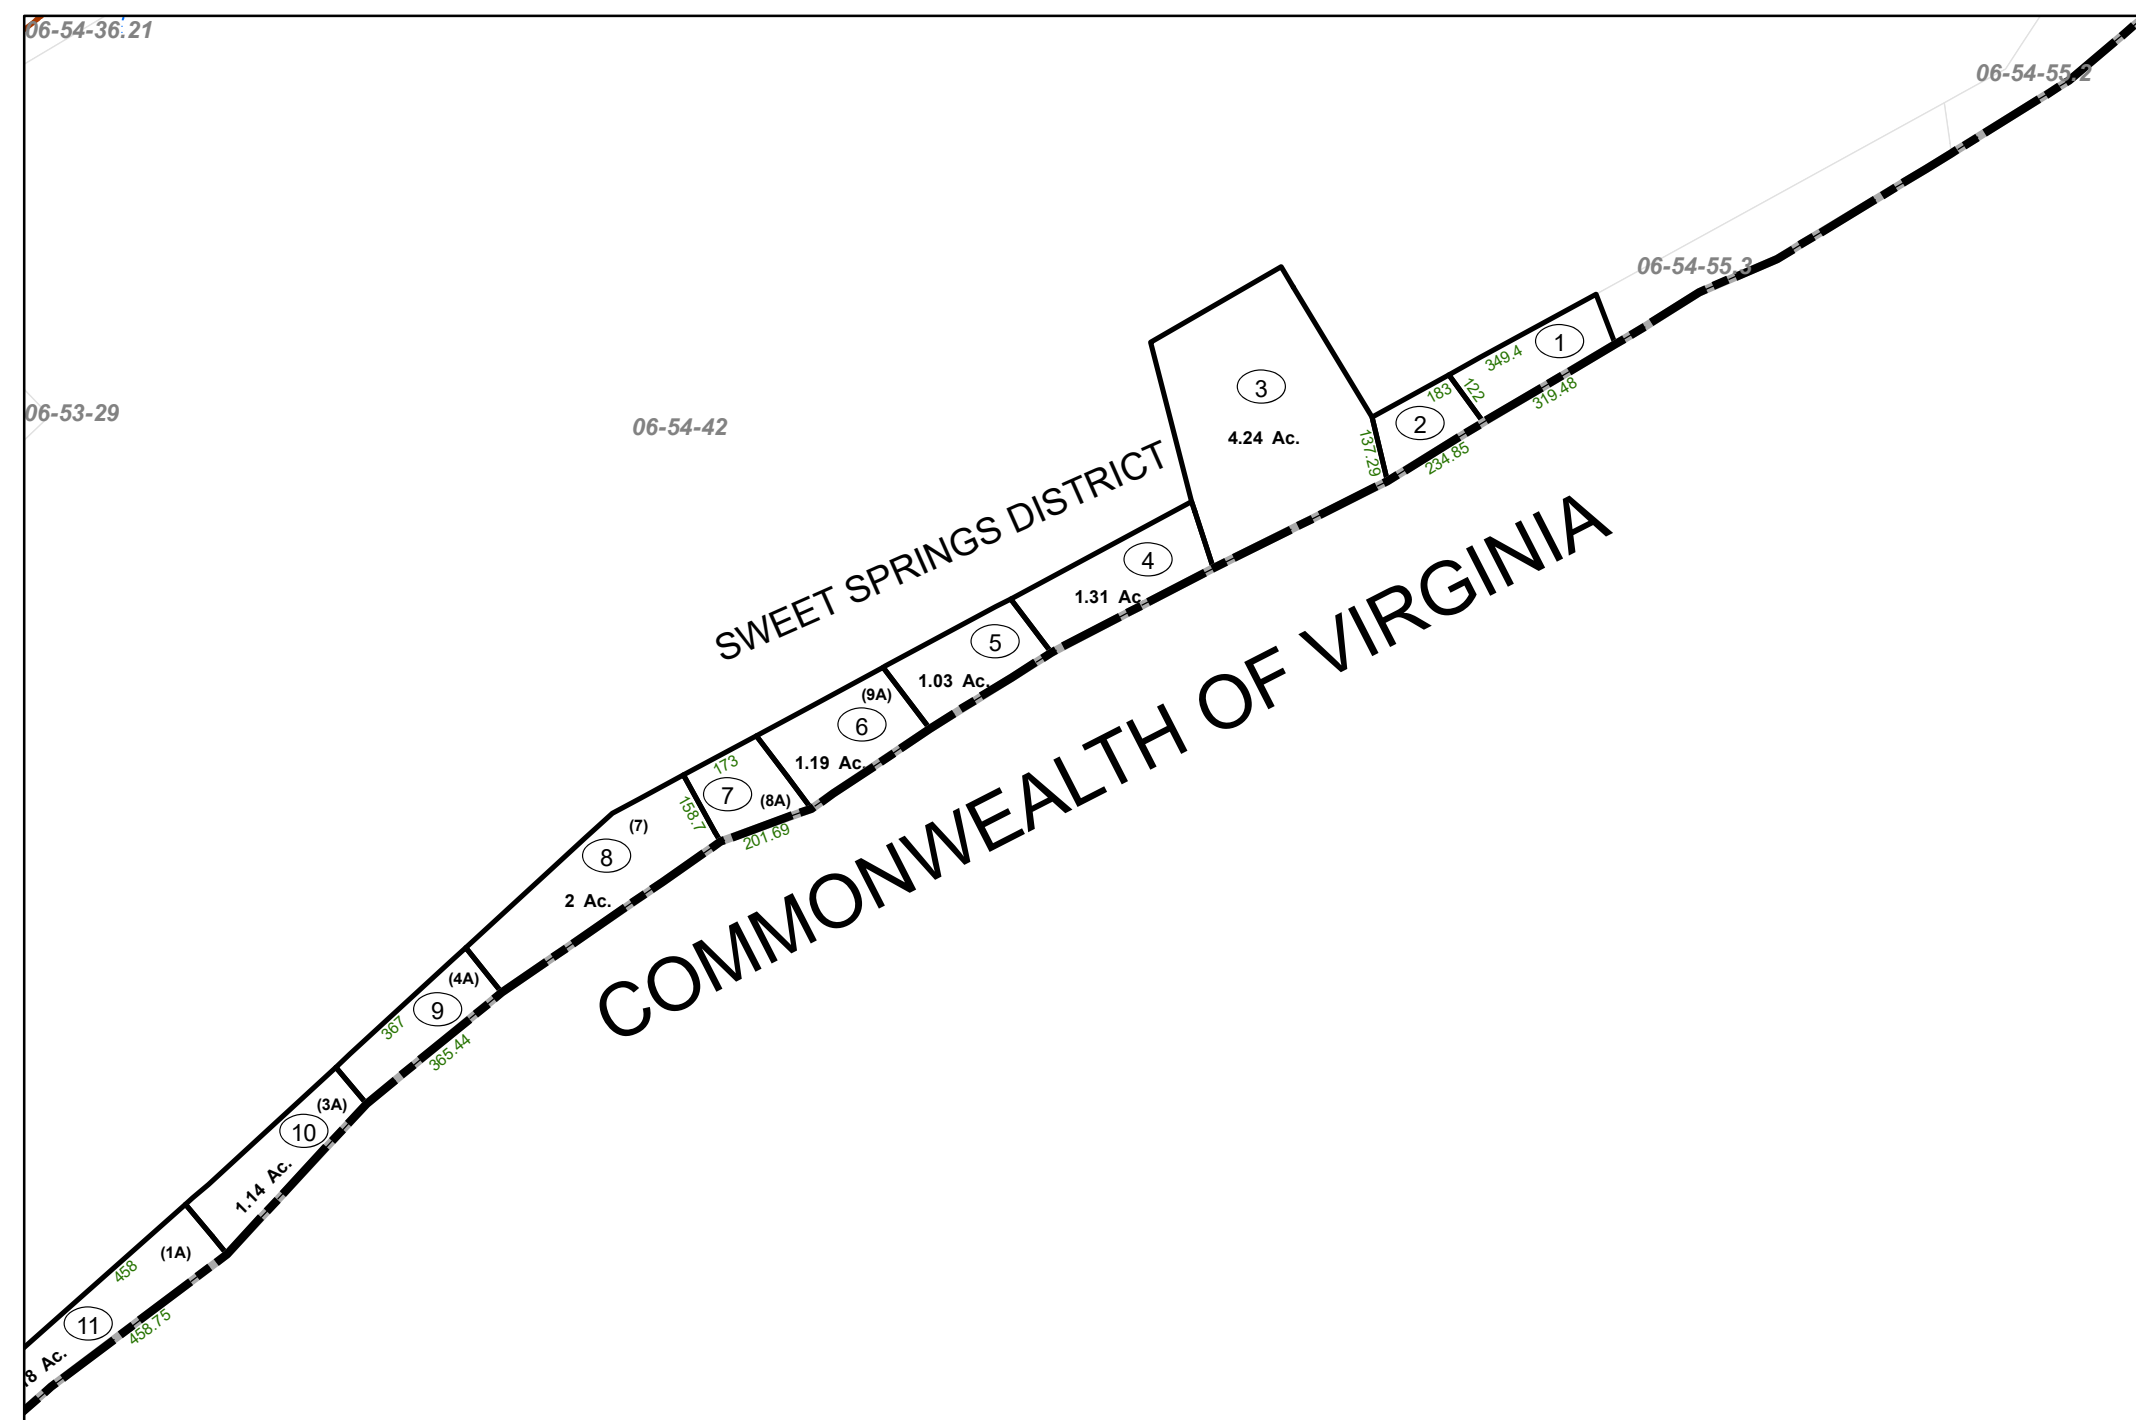 06-54-36.21
06-54-55.2
06-54-55.3
1
349.4
319.48
122
183
2
234.85
137.29
3
4.24 Ac.
06-53-29
06-54-42
SWEET SPRINGS DISTRICT
COMMONWEALTH OF VIRGINIA
4
1.31 Ac.
5
1.03 Ac.
(9A)
6
1.19 Ac.
173
7
(8A)
158.7
201.69
(7)
8
2 Ac.
(4A)
9
367
365.44
(3A)
10
1.14 Ac.
(1A)
458
458.75
11
8 Ac.